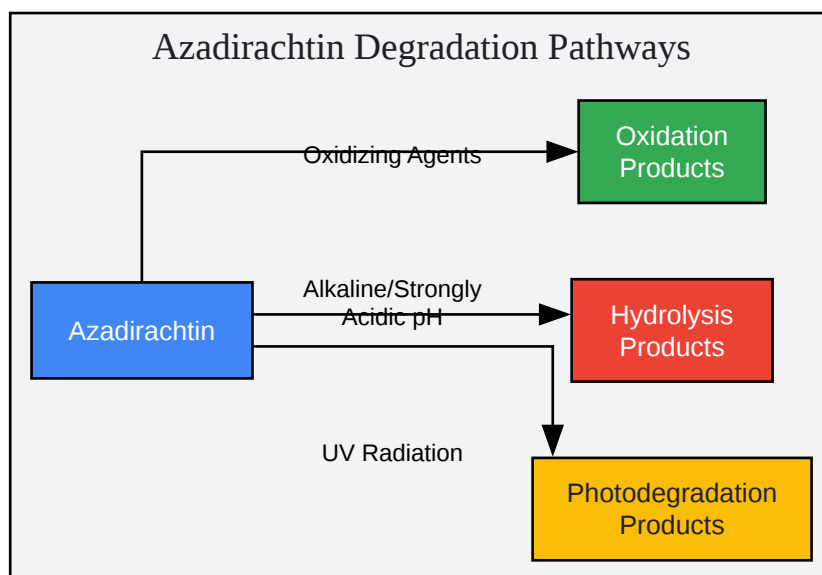 Azadirachtin Degradation Pathways
Oxidizing Agents
Oxidation
Products
Azadirachtin
Alkaline/Strongly
Acidic pH
Hydrolysis
Products
UV Radiation
Photodegradation
Products